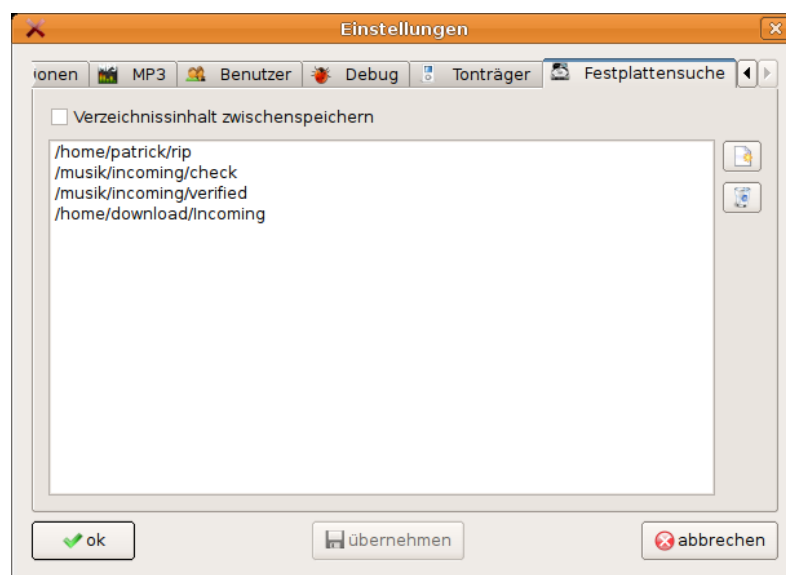 Einstellungen
ionen MP3 Benutzer Debug Tonträger Festplattensuche
Verzeichnissinhalt zwischenspeichern
/home/patrick/rip
/musik/incoming/check
/musik/incoming/verified
/home/download/Incoming
ok übernehmen abbrechen